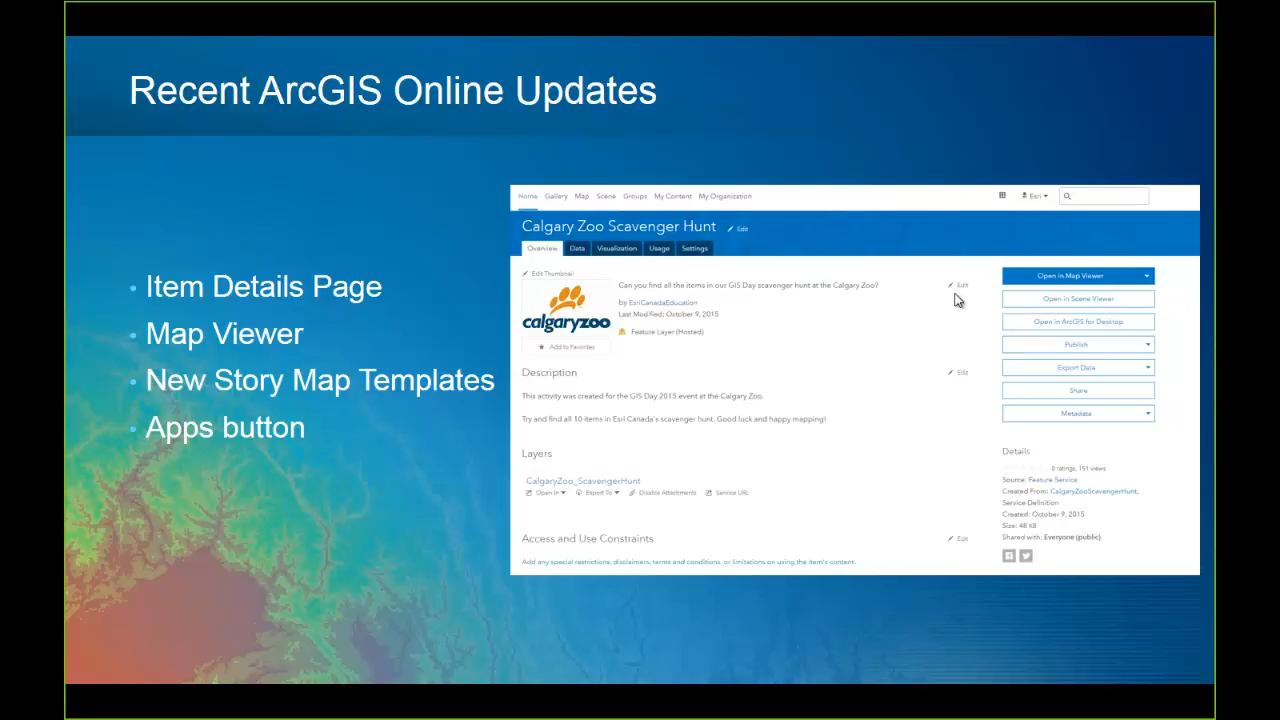 Recent ArcGIS Online Updates
• Item Details Page
• Map Viewer
• New Story Map Templates
• Apps button
Home Gallery Map Scene Groups My Content My Organization
Esri
Calgary Zoo Scavenger Hunt Edit
Overview Data Visualization Usage Settings
Edit Thumbnail
calgaryzoo
Add to Favorites
Can you find all the items in our GIS Day scavenger hunt at the Calgary Zoo? Edit
by EsriCanadaEducation
Last Modified: October 9, 2015
Feature Layer (Hosted)
Description Edit
This activity was created for the GIS Day 2015 event at the Calgary Zoo.
Try and find all 10 items in Esri Canada's scavenger hunt. Good luck and happy mapping!
Layers
CalgaryZoo_ScavengerHunt
Open In Export To Disable Attachments Service URL
Access and Use Constraints Edit
Add any special restrictions, disclaimers, terms and conditions, or limitations on using the item's content.
Open in Map Viewer
Open in Scene Viewer
Open in ArcGIS for Desktop
Publish
Export Data
Share
Metadata
Details
0 ratings, 151 views
Source: Feature Service
Created From: CalgaryZooScavengerHunt,
Service Definition
Created: October 9, 2015
Size: 48 KB
Shared with: Everyone (public)